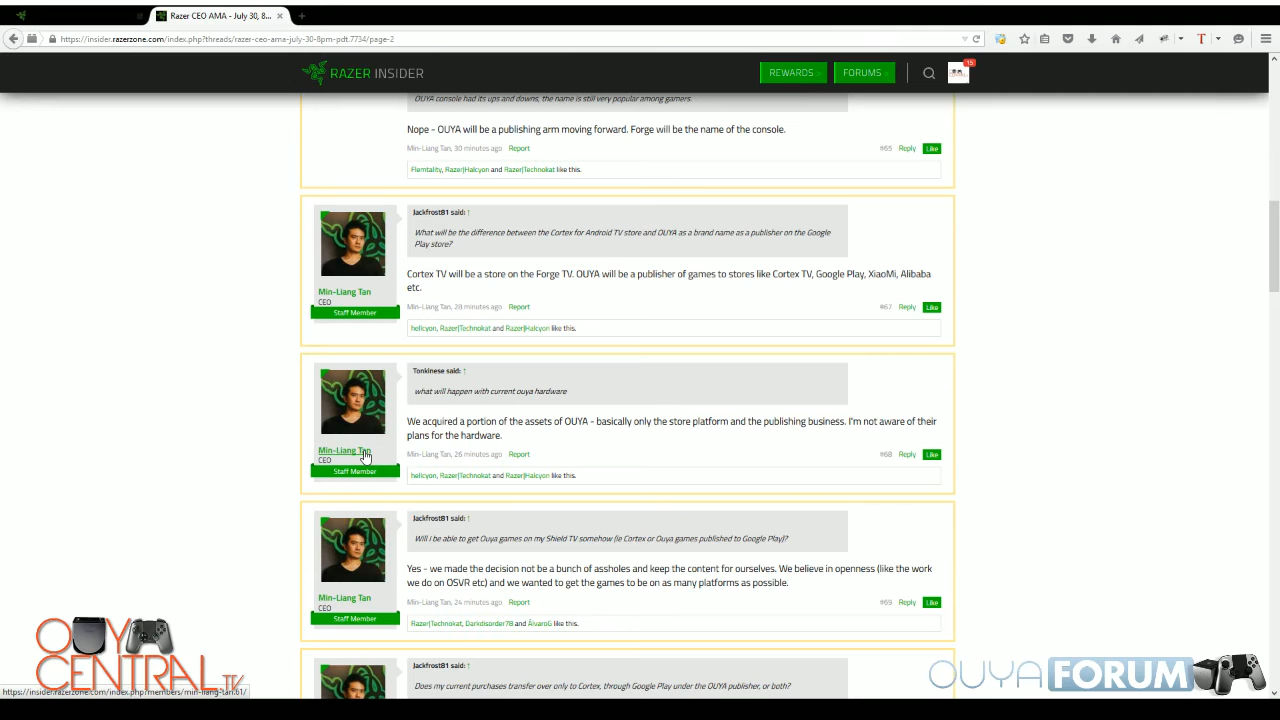 Razer CEO AMA - July 30, 8...
https://insider.razerzone.com/index.php?threads/razer-ceo-ama-july-30-8pm-pdt.7734/page-2
RAZER INSIDER
REWARDS
FORUMS
15
OUYA console had its ups and downs, the name is still very popular among gamers.
Nope - OUYA will be a publishing arm moving forward. Forge will be the name of the console.
Min-Liang Tan, 30 minutes ago Report #65 Reply Like
Flemtality, Razer|Halcyon and Razer|Technokat like this.
Jackfrost81 said: ↑
What will be the difference between the Cortex for Android TV store and OUYA as a brand name as a publisher on the Google
Play store?
Min-Liang Tan
CEO
Staff Member
Cortex TV will be a store on the Forge TV. OUYA will be a publisher of games to stores like Cortex TV, Google Play, XiaoMi, Alibaba
etc.
Min-Liang Tan, 28 minutes ago Report #67 Reply Like
hellcyon, Razer|Technokat and Razer|Halcyon like this.
Tonkinese said: ↑
what will happen with current ouya hardware
Min-Liang Tan
CEO
Staff Member
We acquired a portion of the assets of OUYA - basically only the store platform and the publishing business. I'm not aware of their
plans for the hardware.
Min-Liang Tan, 26 minutes ago Report #68 Reply Like
hellcyon, Razer|Technokat and Razer|Halcyon like this.
Jackfrost81 said: ↑
Will i be able to get Ouya games on my Shield TV somehow (ie Cortex or Ouya games published to Google Play)?
Min-Liang Tan
CEO
Staff Member
Yes - we made the decision not be a bunch of assholes and keep the content for ourselves. We believe in openness (like the work
we do on OSVR etc) and we wanted to get the games to be on as many platforms as possible.
Min-Liang Tan, 24 minutes ago Report #69 Reply Like
Razer|Technokat, Darkdisorder78 and ÁlvaroG like this.
Jackfrost81 said: ↑
Does my current purchases transfer over only to Cortex, through Google Play under the OUYA publisher, or both?
OUYA
CENTRAL TV
OUYAFORUM
https://insider.razerzone.com/index.php?members/min-liang-tan.61/